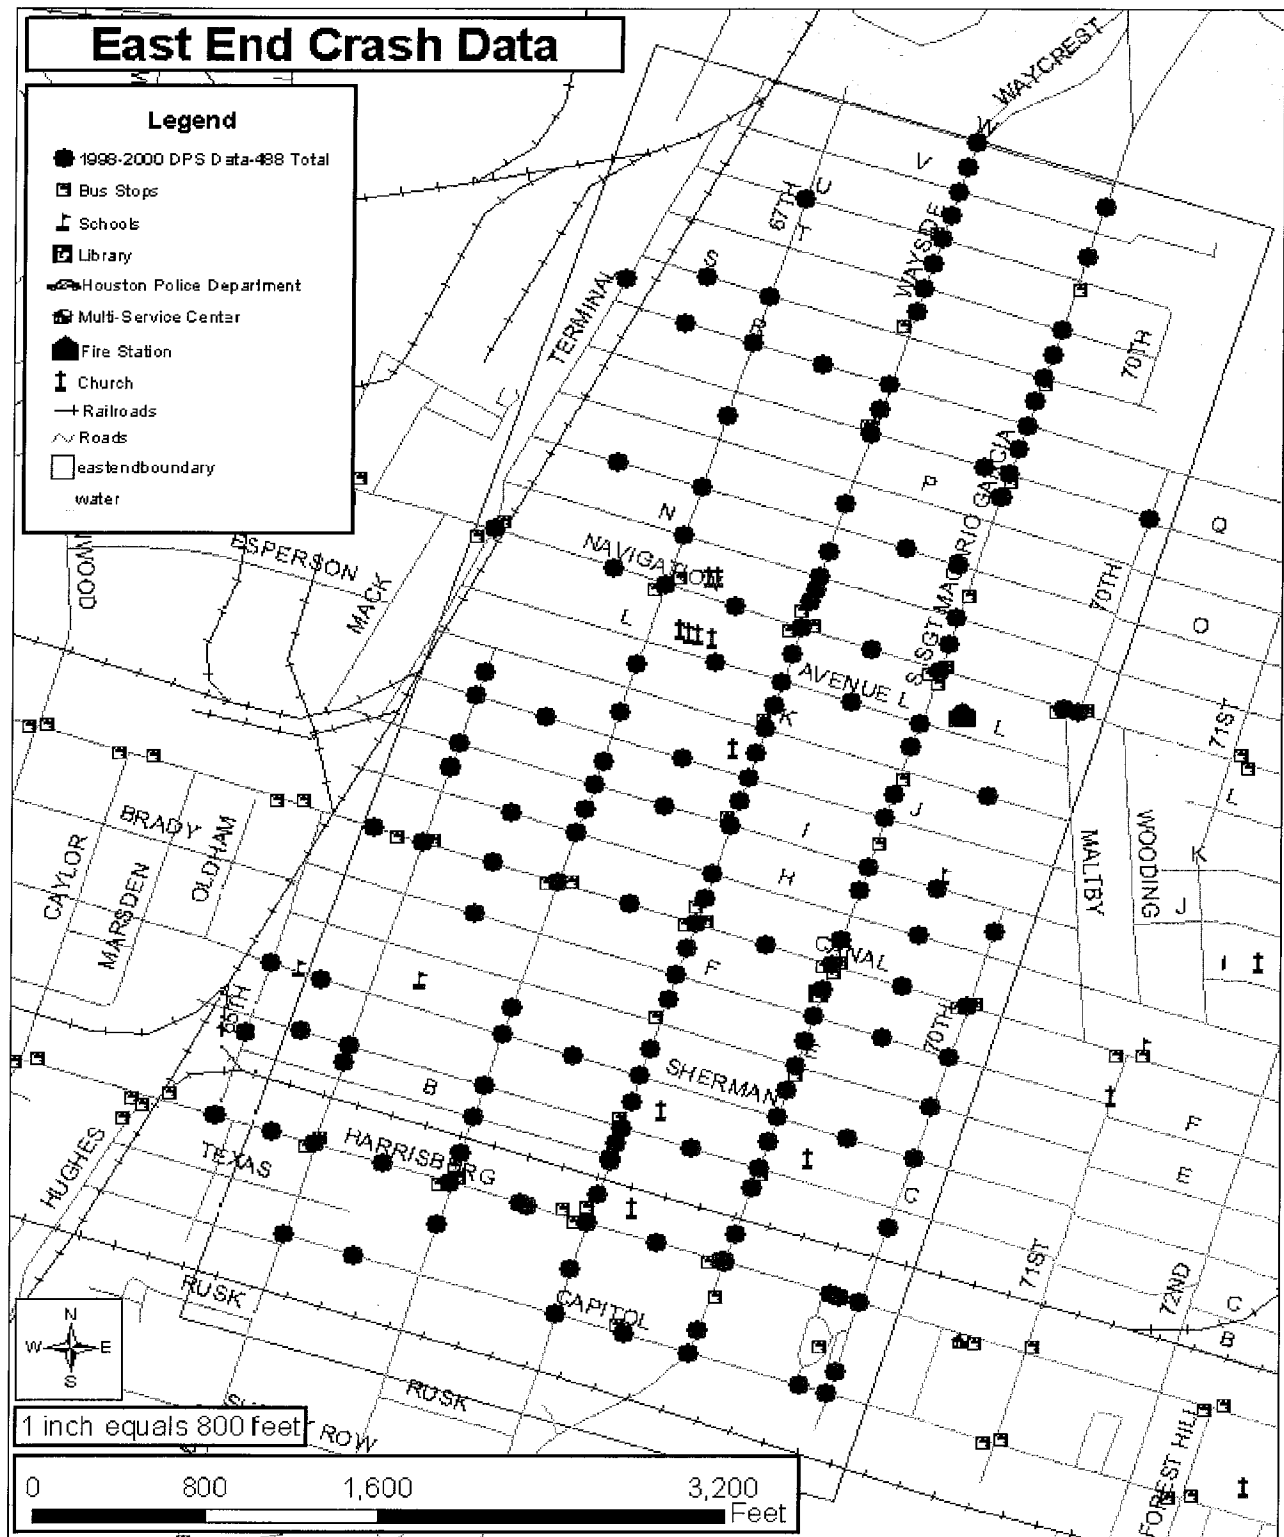 East End Crash Data
Legend
1998-2000 DPS Data-488 Total
Bus Stops
Schools
Library
Houston Police Department
Multi-Service Center
Fire Station
Church
Railroads
Roads
eastendboundary
water
WAYCREST
W
V
U
67TH
T
WAYSIDE
S
TERMINAL
R
70TH
SGT MACARIO GARCIA
S
P
Q
N
NAVIGATION
ESPERSON
MACK
WOOD
70TH
O
L
AVENUE L
L
K
71ST
L
J
BRADY
OLDHAM
CAYLOR
MARSDEN
I
H
MALTBY
WOODING
K
J
I
CANAL
F
70TH
65TH
E
SHERMAN
B
HARRISBURG
TEXAS
HUGHES
C
F
E
71ST
72ND
C
B
RUSK
CAPITOL
RUSK
ROW
FOREST HILL
N
W
E
S
1 inch equals 800 feet
0 800 1,600 3,200
Feet